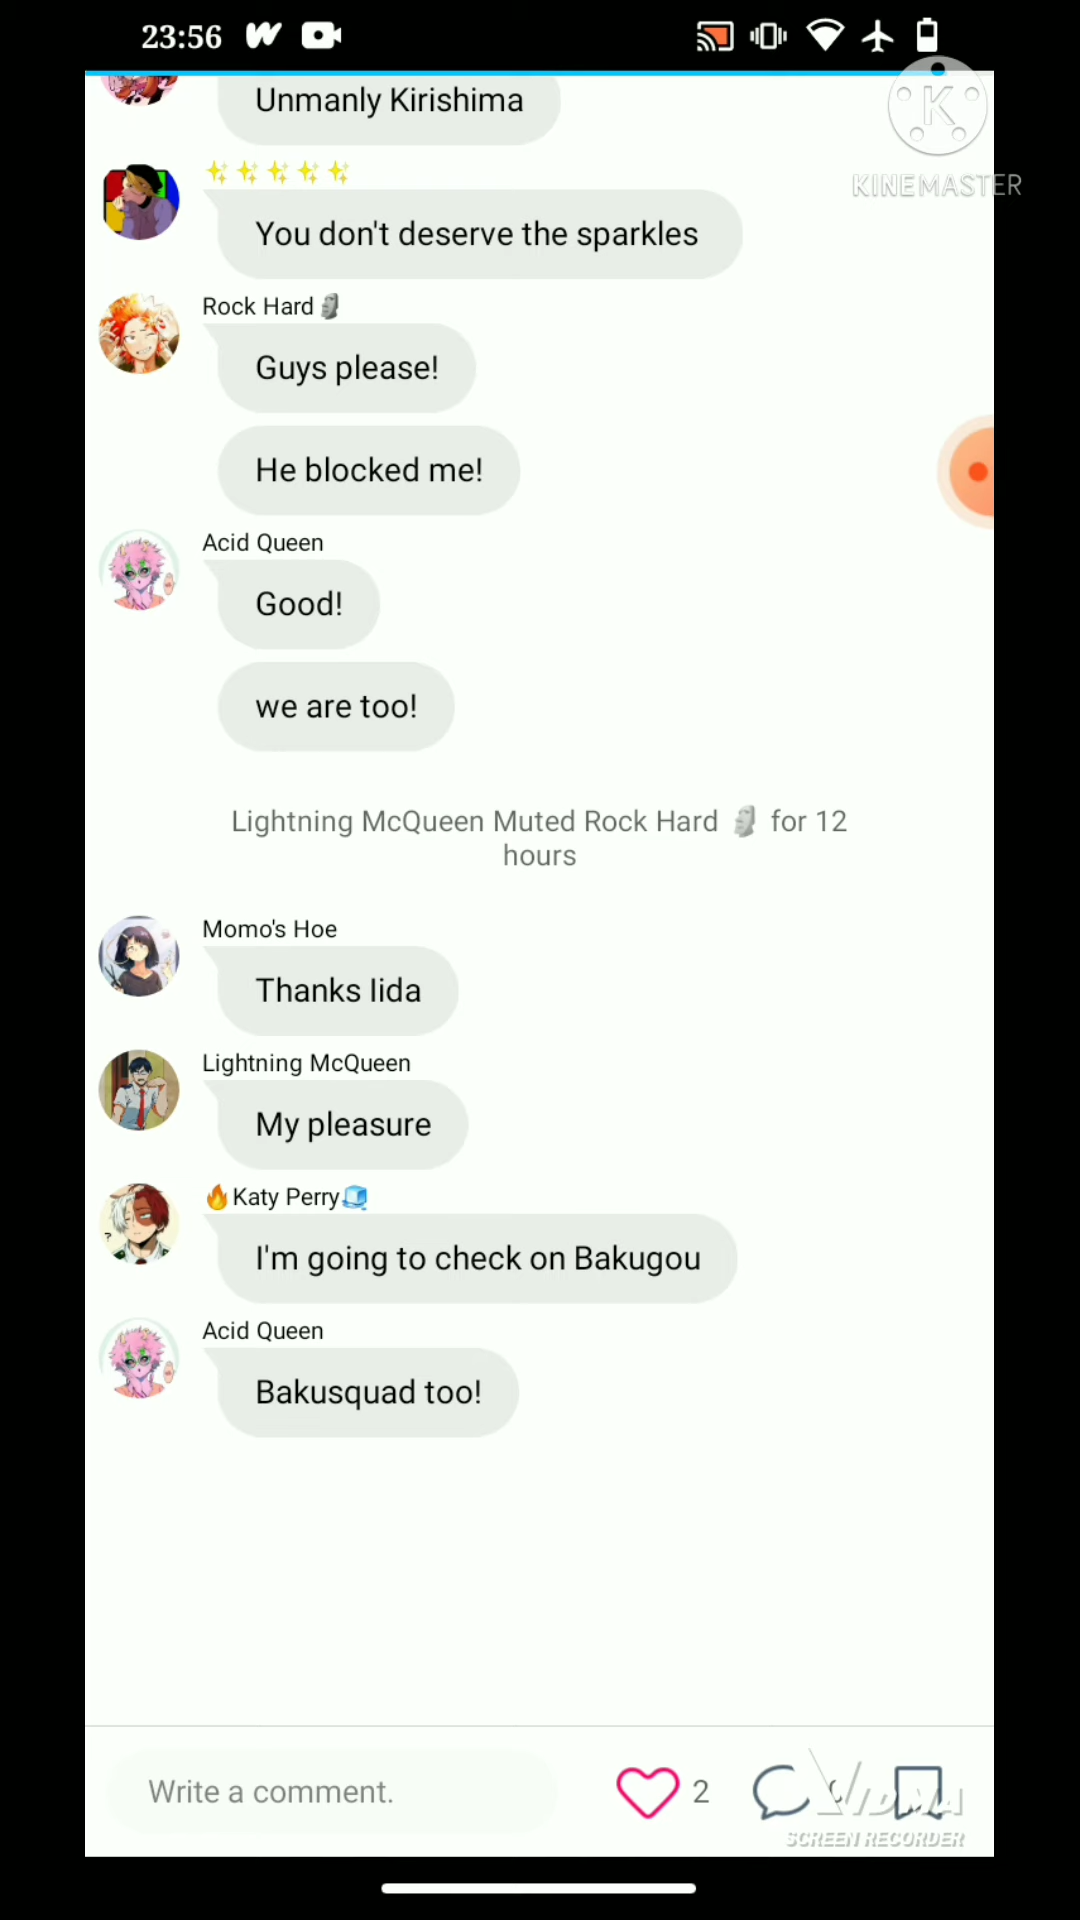 23:56
Unmanly Kirishima
KINEMASTER
✨✨✨✨✨
You don't deserve the sparkles
Rock Hard🗿
Guys please!
He blocked me!
Acid Queen
Good!
we are too!
Lightning McQueen Muted Rock Hard 🗿 for 12
hours
Momo's Hoe
Thanks Iida
Lightning McQueen
My pleasure
🔥Katy Perry🧊
I'm going to check on Bakugou
Acid Queen
Bakusquad too!
Write a comment.
2
VIDMA
SCREEN RECORDER